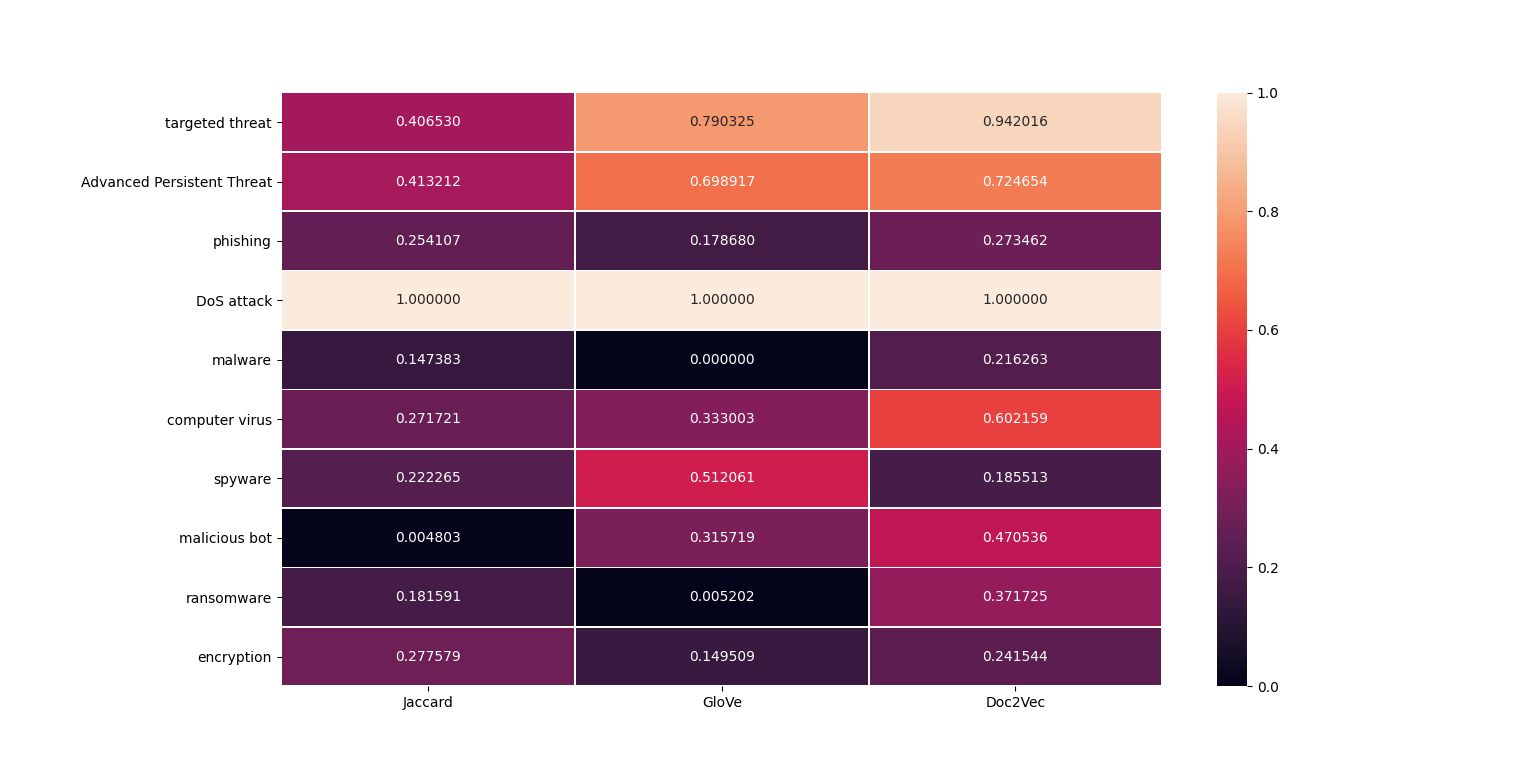 targeted threat 0.406530 0.790325 0.942016
Advanced Persistent Threat 0.413212 0.698917 0.724654
phishing 0.254107 0.178680 0.273462
DoS attack 1.000000 1.000000 1.000000
malware 0.147383 0.000000 0.216263
computer virus 0.271721 0.333003 0.602159
spyware 0.222265 0.512061 0.185513
malicious bot 0.004803 0.315719 0.470536
ransomware 0.181591 0.005202 0.371725
encryption 0.277579 0.149509 0.241544
Jaccard GloVe Doc2Vec
1.0
0.8
0.6
0.4
0.2
0.0